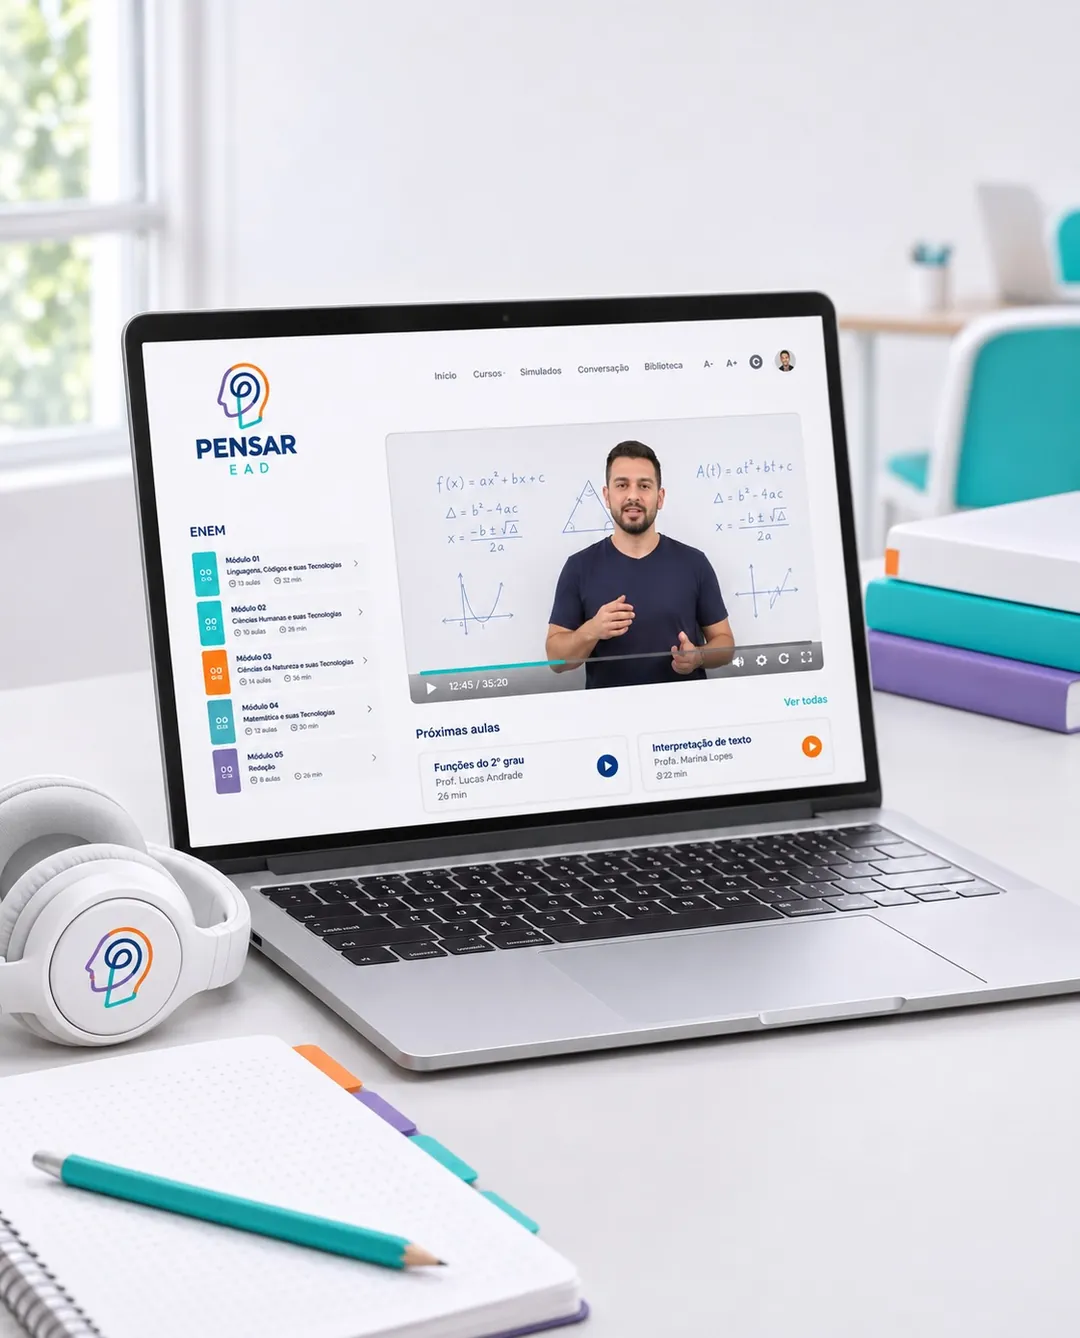 PENSAR
EAD
Inicio Cursos Simulados Conversação Biblioteca A- A+ C
ENEM
Módulo 01
Linguagens, Códigos e suas Tecnologias
13 aulas 32 min
Módulo 02
Ciências Humanas e suas Tecnologias
10 aulas 28 min
Módulo 03
Ciências da Natureza e suas Tecnologias
14 aulas 36 min
Módulo 04
Matemática e suas Tecnologias
12 aulas 30 min
Módulo 05
Redação
8 aulas 26 min
f(x) = ax² + bx + c
Δ = b² - 4ac
x = -b ± √Δ
2a
A(t) = at² + bt + c
Δ = b² - 4ac
x = -b ± √Δ
2a
12:45 / 35:20
Próximas aulas
Ver todas
Funções do 2º grau
Prof. Lucas Andrade
26 min
Interpretação de texto
Profa. Marina Lopes
22 min